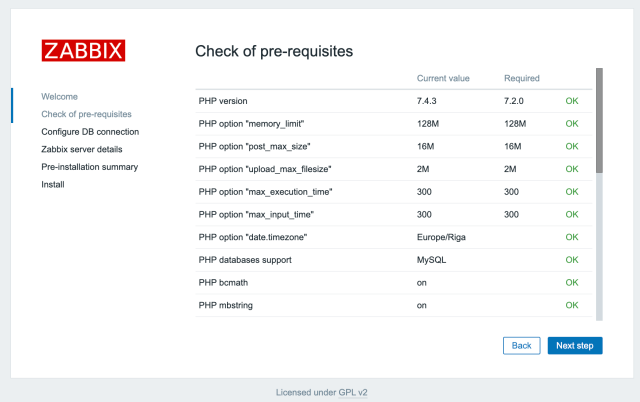 ZABBIX
Welcome
Check of pre-requisites
Configure DB connection
Zabbix server details
Pre-installation summary
Install
Check of pre-requisites
Current value Required
PHP version 7.4.3 7.2.0 OK
PHP option "memory_limit" 128M 128M OK
PHP option "post_max_size" 16M 16M OK
PHP option "upload_max_filesize" 2M 2M OK
PHP option "max_execution_time" 300 300 OK
PHP option "max_input_time" 300 300 OK
PHP option "date.timezone" Europe/Riga OK
PHP databases support MySQL OK
PHP bcmath on OK
PHP mbstring on OK
Back Next step
Licensed under GPL v2